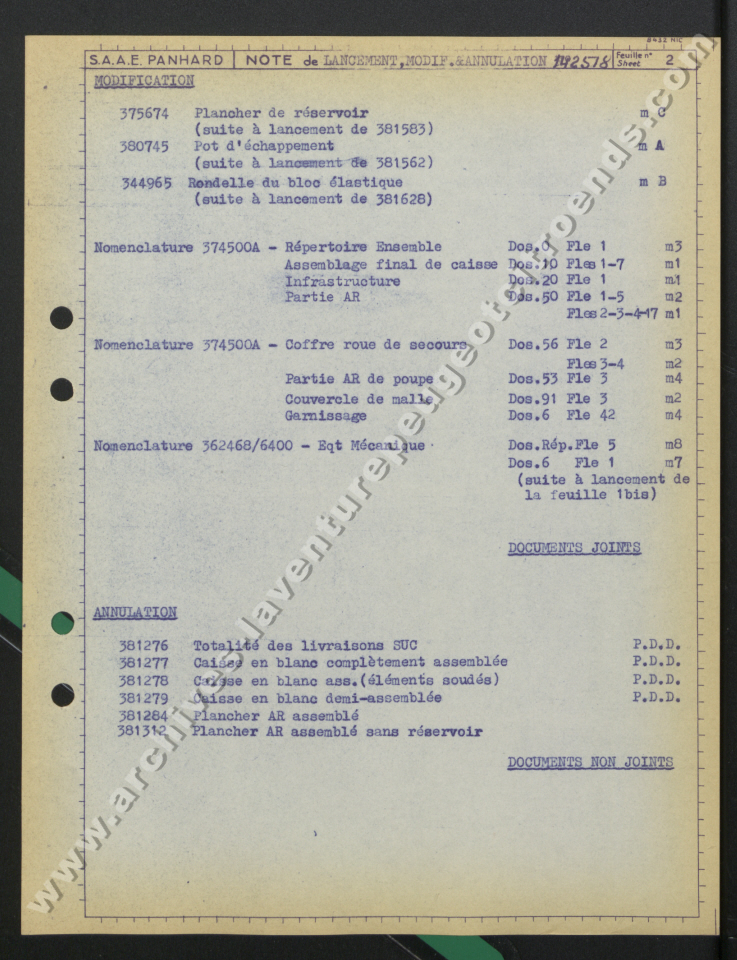 8432 NIC
S.A.A.E. PANHARD NOTE de LANCEMENT, MODIF. & ANNULATION 142578 Feuille n° Sheet 2
MODIFICATION
375674 Plancher de réservoir m C
(suite à lancement de 381583)
380745 Pot d'échappement m A
(suite à lancement de 381562)
344965 Rondelle du bloc élastique m B
(suite à lancement de 381628)
Nomenclature 374500A - Répertoire Ensemble Dos.0 Fle 1 m3
Assemblage final de caisse Dos.10 Fles 1-7 m1
Infrastructure Dos.20 Fle 1 m1
Partie AR Dos.50 Fle 1-5 m2
Fles 2-3-4-17 m1
Nomenclature 374500A - Coffre roue de secours Dos.56 Fle 2 m3
Fles 3-4 m2
Partie AR de poupe Dos.53 Fle 3 m4
Couvercle de malle Dos.91 Fle 3 m2
Garnissage Dos.6 Fle 42 m4
Nomenclature 362468/6400 - Eqt Mécanique Dos.Rép.Fle 5 m8
Dos.6 Fle 1 m7
(suite à lancement de
la feuille 1bis)
DOCUMENTS JOINTS
ANNULATION
381276 Totalité des livraisons SUC P.D.D.
381277 Caisse en blanc complètement assemblée P.D.D.
381278 Caisse en blanc ass.(éléments soudés) P.D.D.
381279 Caisse en blanc demi-assemblée P.D.D.
381284 Plancher AR assemblé
381312 Plancher AR assemblé sans réservoir
DOCUMENTS NON JOINTS
www.archives.laventurepeugeotcitroends.com